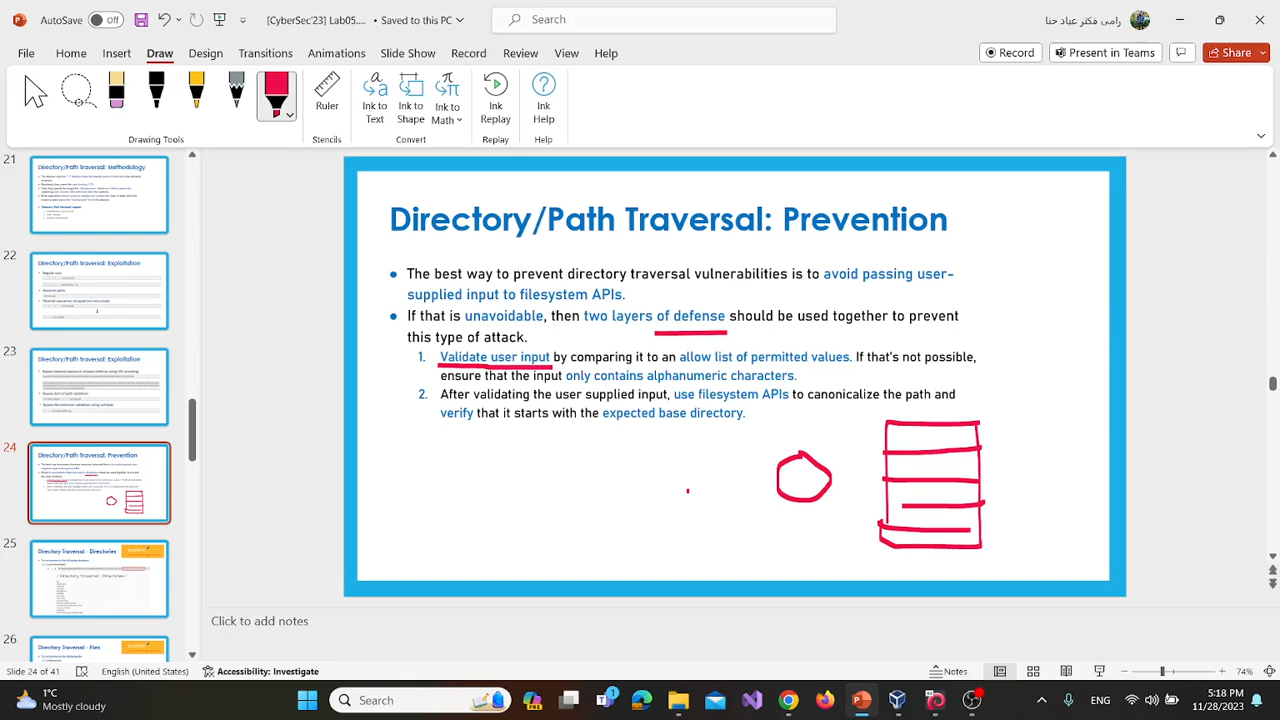 AutoSave Off [CyberSec'23] Lab05.... • Saved to this PC Search رامي فكتر عياد حنا
File Home Insert Draw Design Transitions Animations Slide Show Record Review View Help Record Present in Teams Share
Ruler Ink to Text Ink to Shape Ink to Math Ink Replay Ink Help
Drawing Tools Stencils Convert Replay Help
21
Directory/Path Traversal: Methodology
22
Directory/Path Traversal: Exploitation
23
Directory/Path Traversal: Exploitation
24
Directory/Path Traversal: Prevention
25
Directory Traversal - Directories
26
Directory Traversal - Files
Directory/Path Traversal: Prevention
• The best way to prevent directory traversal vulnerabilities is to avoid passing user-
supplied input to filesystem APIs.
• If that is unavoidable, then two layers of defense should be used together to prevent
this type of attack.
1. Validate user input by comparing it to an allow list of permitted values. If that's not possible,
ensure that the input only contains alphanumeric characters.
2. After validating the user supplied input, use filesystem APIs to canonicalize the path and
verify that it starts with the expected base directory.
Click to add notes
Slide 24 of 41 English (United States) Accessibility: Investigate Notes 74%
1°C
Mostly cloudy
Search
1
ENG
5:18 PM
11/28/2023